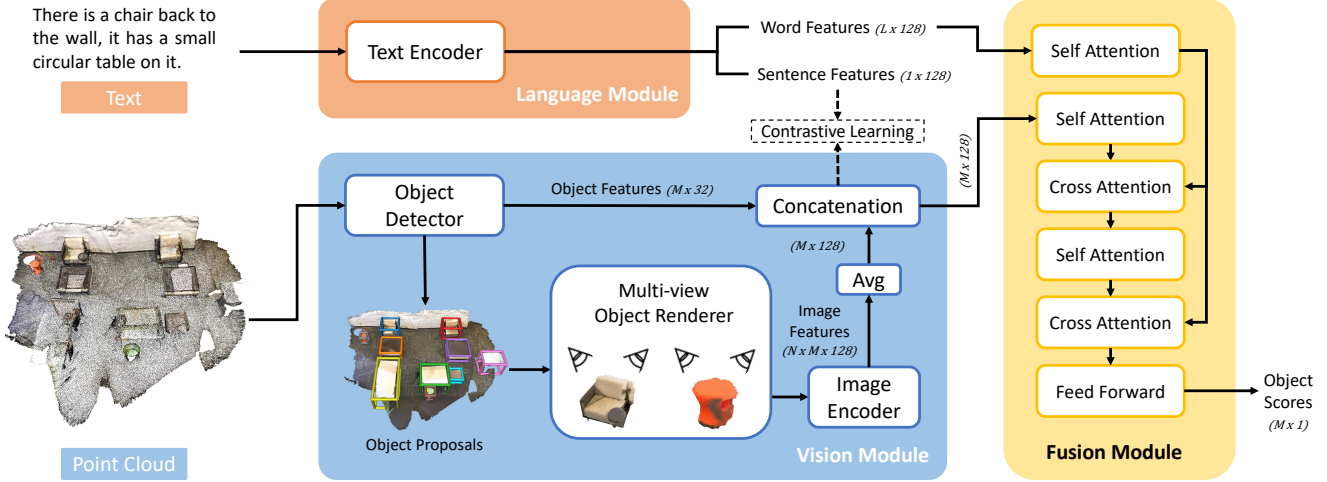 There is a chair back to
the wall, it has a small
circular table on it.
Text
Text Encoder
Language Module
Word Features (L x 128)
Sentence Features (1 x 128)
Contrastive Learning
Point Cloud
Object
Detector
Object Features (M x 32)
Concatenation
(M x 128)
(M x 128)
Avg
Image
Features
(N x M x 128)
Multi-view
Object Renderer
Image
Encoder
Object Proposals
Vision Module
Self Attention
Self Attention
Cross Attention
Self Attention
Cross Attention
Feed Forward
Fusion Module
Object
Scores
(M x 1)